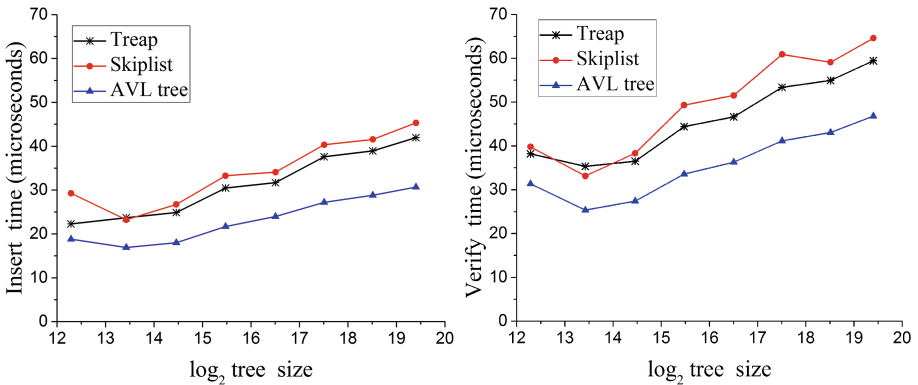 70
60
50
40
30
20
10
0
Insert time (microseconds)
Treap
Skiplist
AVL tree
12 13 14 15 16 17 18 19 20
log₂ tree size
70
60
50
40
30
20
10
0
Verify time (microseconds)
Treap
Skiplist
AVL tree
12 13 14 15 16 17 18 19 20
log₂ tree size